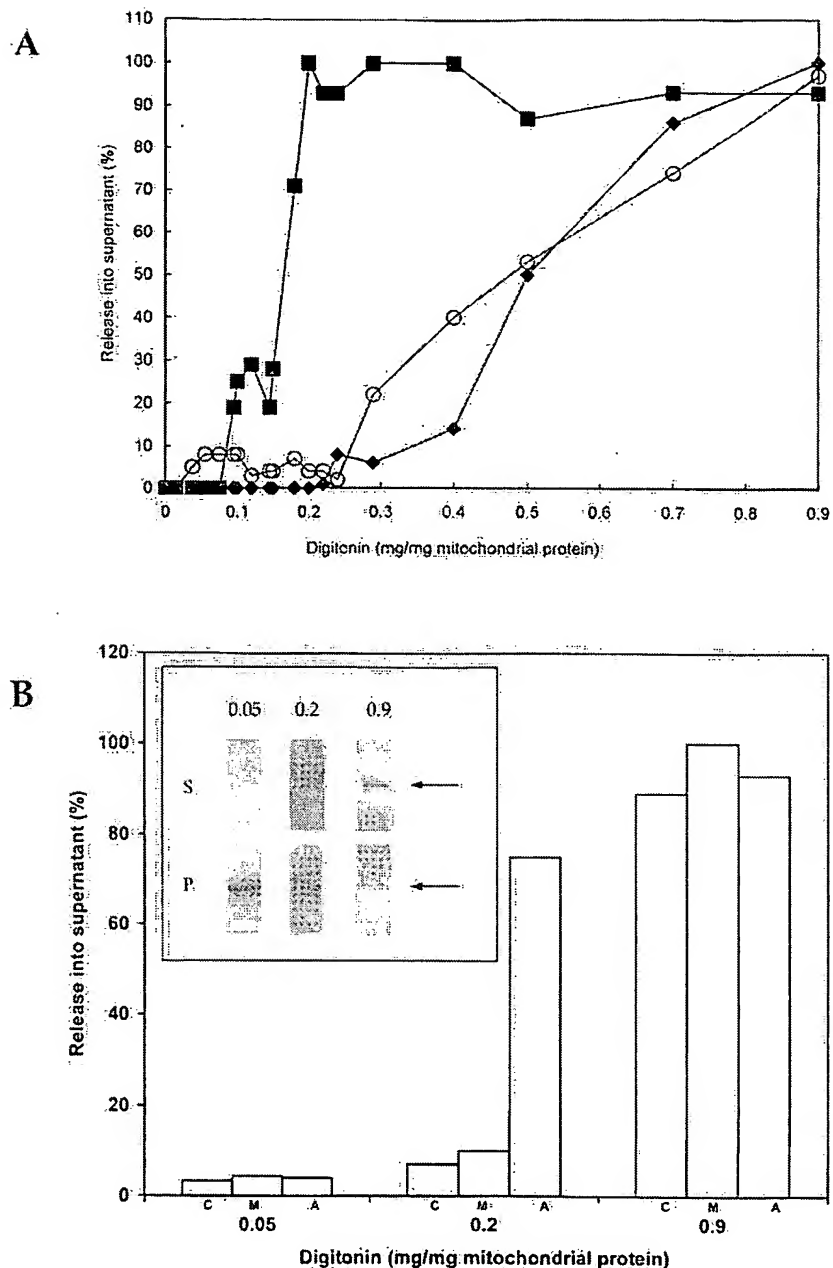 A
Release into supernatant (%)
100
90
80
70
60
50
40
30
20
10
0
0 0.1 0.2 0.3 0.4 0.5 0.6 0.7 0.8 0.9
Digitonin (mg/mg mitochondrial protein)
B
Release into supernatant (%)
120
100
80
60
40
20
0
0.05 0.2 0.9
S
P
C M A C M A C M A
0.05 0.2 0.9
Digitonin (mg/mg mitochondrial protein)